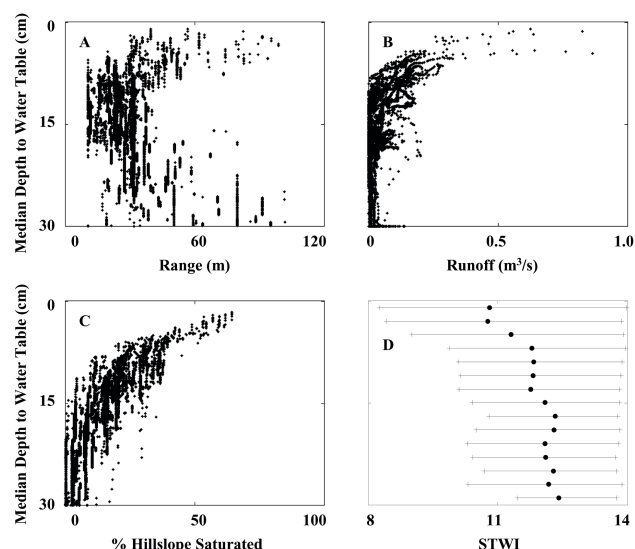 Median Depth to Water Table (cm)
0
15
30
A
0
60
120
Range (m)
B
0
0.5
1.0
Runoff (m³/s)
Median Depth to Water Table (cm)
0
15
30
C
0
50
100
% Hillslope Saturated
D
8
11
14
STWI